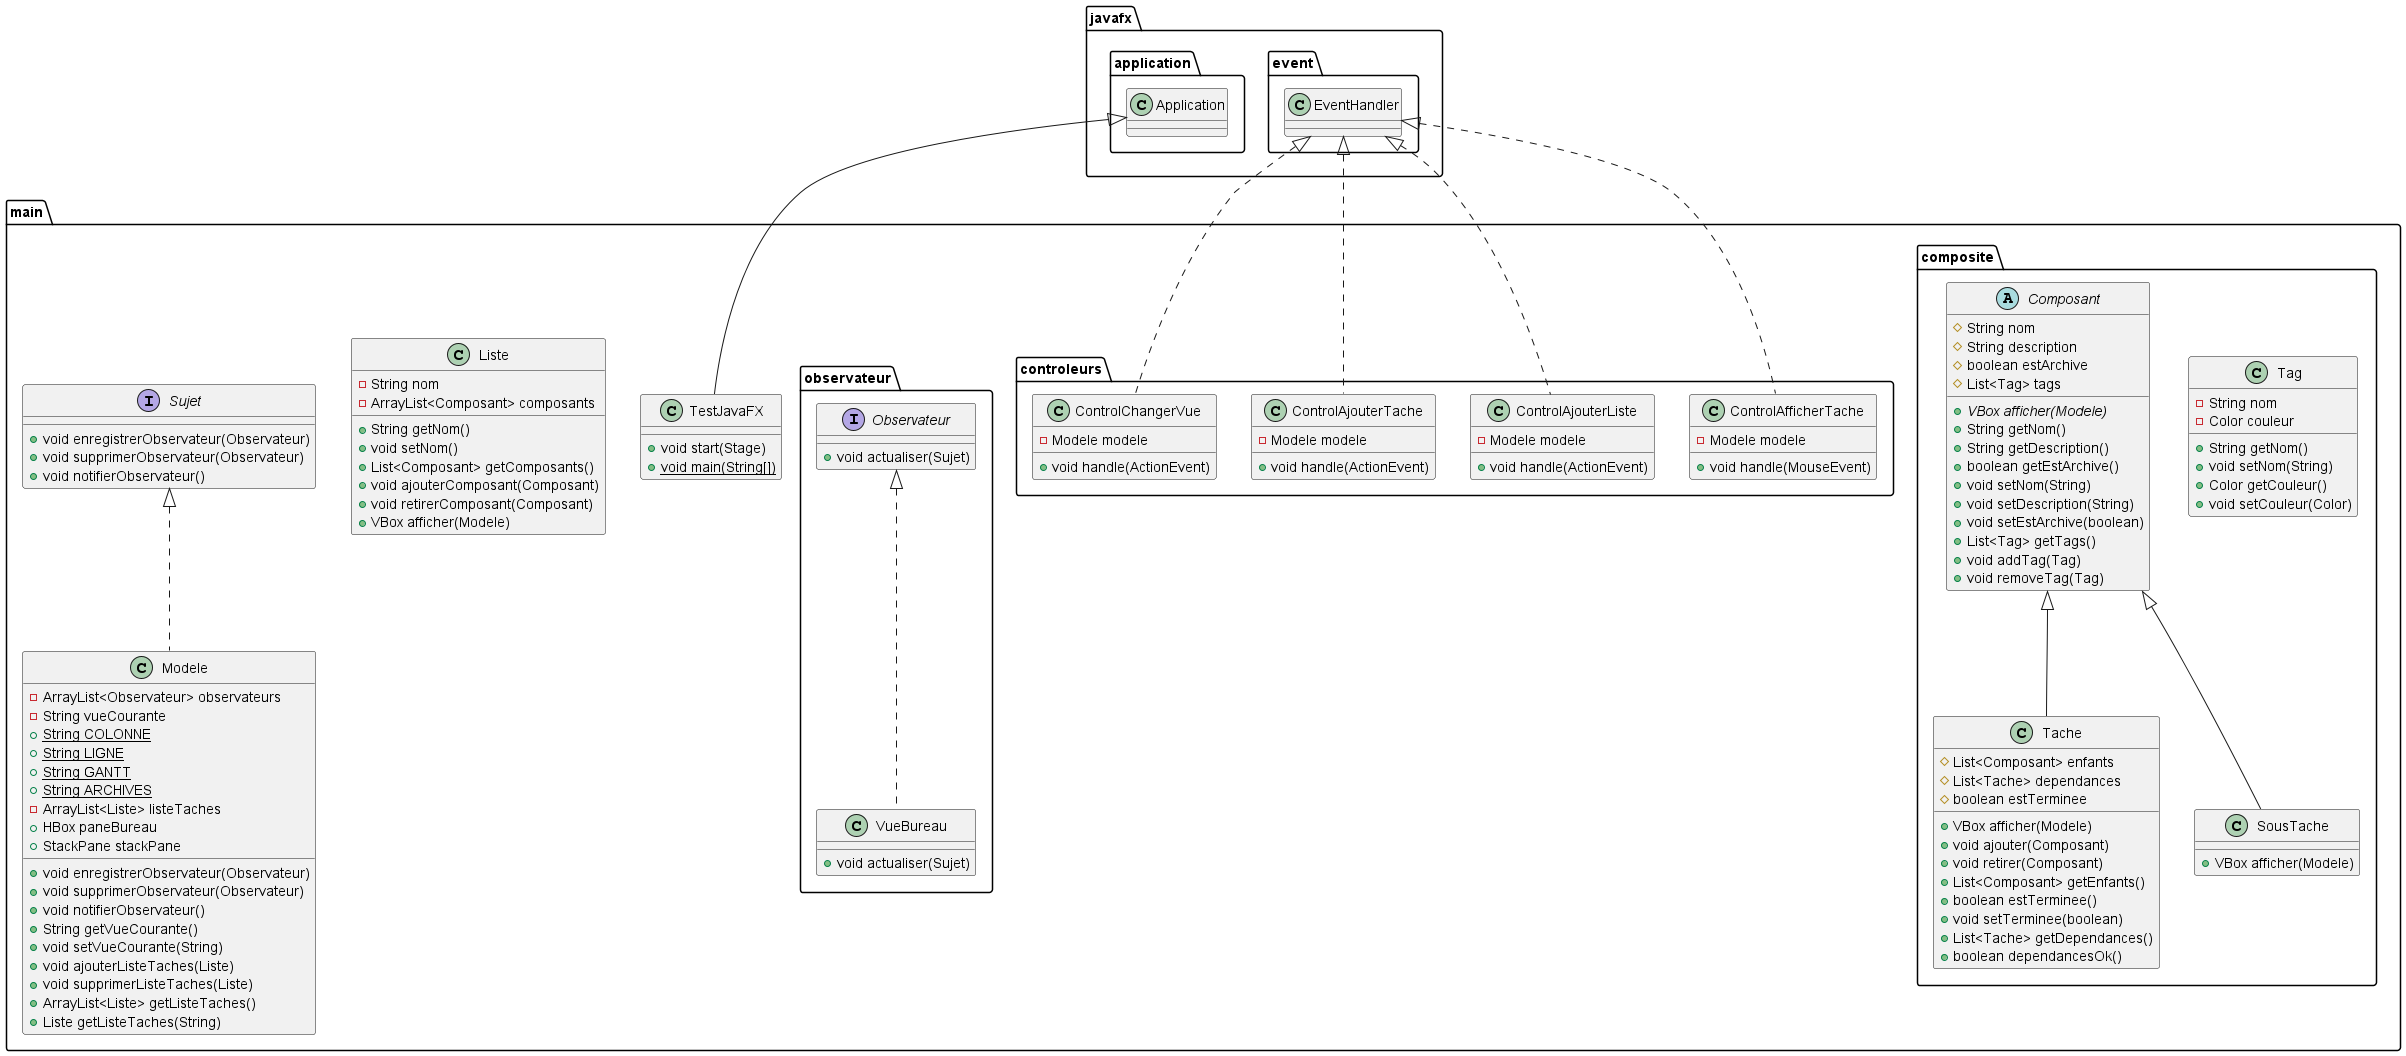 javafx
application
event
C Application
C EventHandler
main
composite
A Composant
String nom
String description
boolean estArchive
List<Tag> tags
VBox afficher(Modele)
String getNom()
String getDescription()
boolean getEstArchive()
void setNom(String)
void setDescription(String)
void setEstArchive(boolean)
List<Tag> getTags()
void addTag(Tag)
void removeTag(Tag)
C Tag
String nom
Color couleur
String getNom()
void setNom(String)
Color getCouleur()
void setCouleur(Color)
I Sujet
void enregistrerObservateur(Observateur)
void supprimerObservateur(Observateur)
void notifierObservateur()
C Liste
String nom
ArrayList<Composant> composants
String getNom()
void setNom()
List<Composant> getComposants()
void ajouterComposant(Composant)
void retirerComposant(Composant)
VBox afficher(Modele)
C TestJavaFX
void start(Stage)
void main(String[])
observateur
I Observateur
void actualiser(Sujet)
controleurs
C ControlChangerVue
Modele modele
void handle(ActionEvent)
C ControlAjouterTache
Modele modele
void handle(ActionEvent)
C ControlAjouterListe
Modele modele
void handle(ActionEvent)
C ControlAfficherTache
Modele modele
void handle(MouseEvent)
C Modele
ArrayList<Observateur> observateurs
String vueCourante
String COLONNE
String LIGNE
String GANTT
String ARCHIVES
ArrayList<Liste> listeTaches
HBox paneBureau
StackPane stackPane
void enregistrerObservateur(Observateur)
void supprimerObservateur(Observateur)
void notifierObservateur()
String getVueCourante()
void setVueCourante(String)
void ajouterListeTaches(Liste)
void supprimerListeTaches(Liste)
ArrayList<Liste> getListeTaches()
Liste getListeTaches(String)
C VueBureau
void actualiser(Sujet)
C Tache
List<Composant> enfants
List<Tache> dependances
boolean estTerminee
VBox afficher(Modele)
void ajouter(Composant)
void retirer(Composant)
List<Composant> getEnfants()
boolean estTerminee()
void setTerminee(boolean)
List<Tache> getDependances()
boolean dependancesOk()
C SousTache
VBox afficher(Modele)